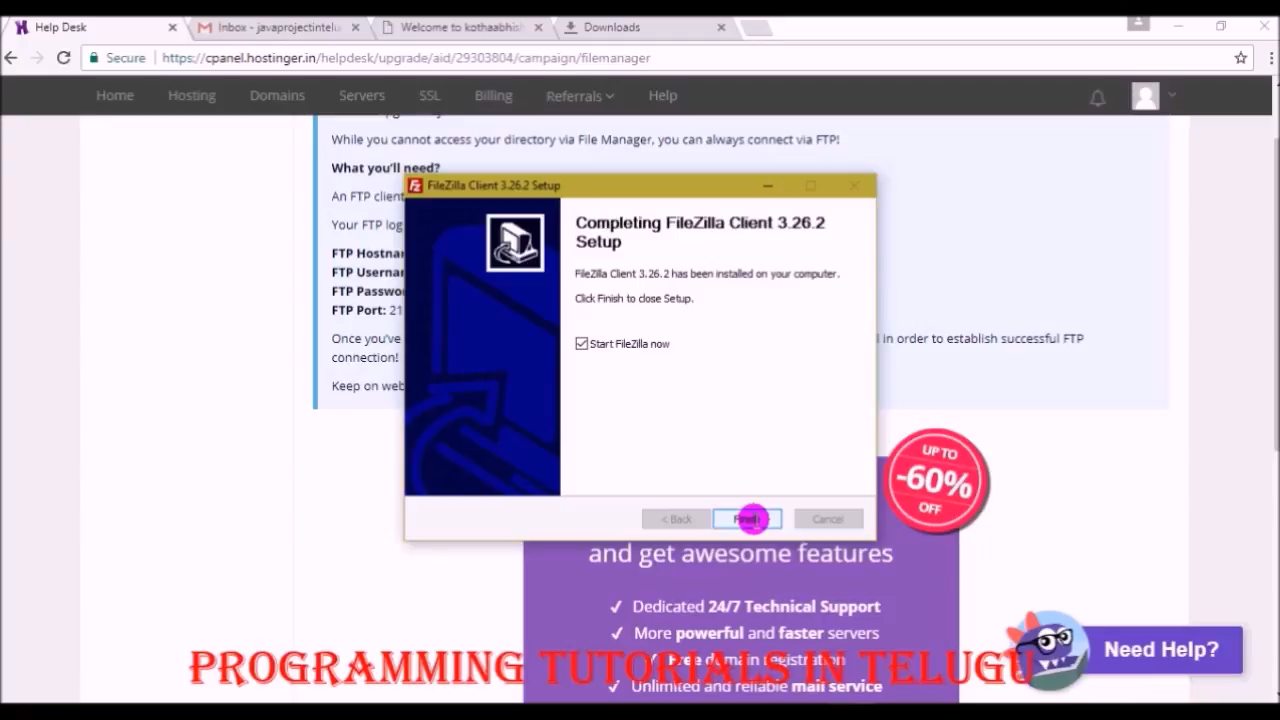 Help Desk
Inbox - javaprojectintelu
Welcome to kothaabhish
Downloads
Secure
https://cpanel.hostinger.in/helpdesk/upgrade/aid/29303804/campaign/filemanager
Home Hosting Domains Servers SSL Billing Referrals Help
While you cannot access your directory via File Manager, you can always connect via FTP!
What you'll need?
An FTP client
Your FTP log
FTP Hostna
FTP Userna
FTP Passwo
FTP Port: 21
Once you've
l in order to establish successful FTP
connection!
Keep on web
FileZilla Client 3.26.2 Setup
Completing FileZilla Client 3.26.2
Setup
FileZilla Client 3.26.2 has been installed on your computer.
Click Finish to close Setup.
Start FileZilla now
< Back Finish Cancel
UP TO
-60%
OFF
and get awesome features
✓ Dedicated 24/7 Technical Support
✓ More powerful and faster servers
✓ Free domain registration
✓ Unlimited and reliable mail service
Need Help?
PROGRAMMING TUTORIALS IN TELUGU